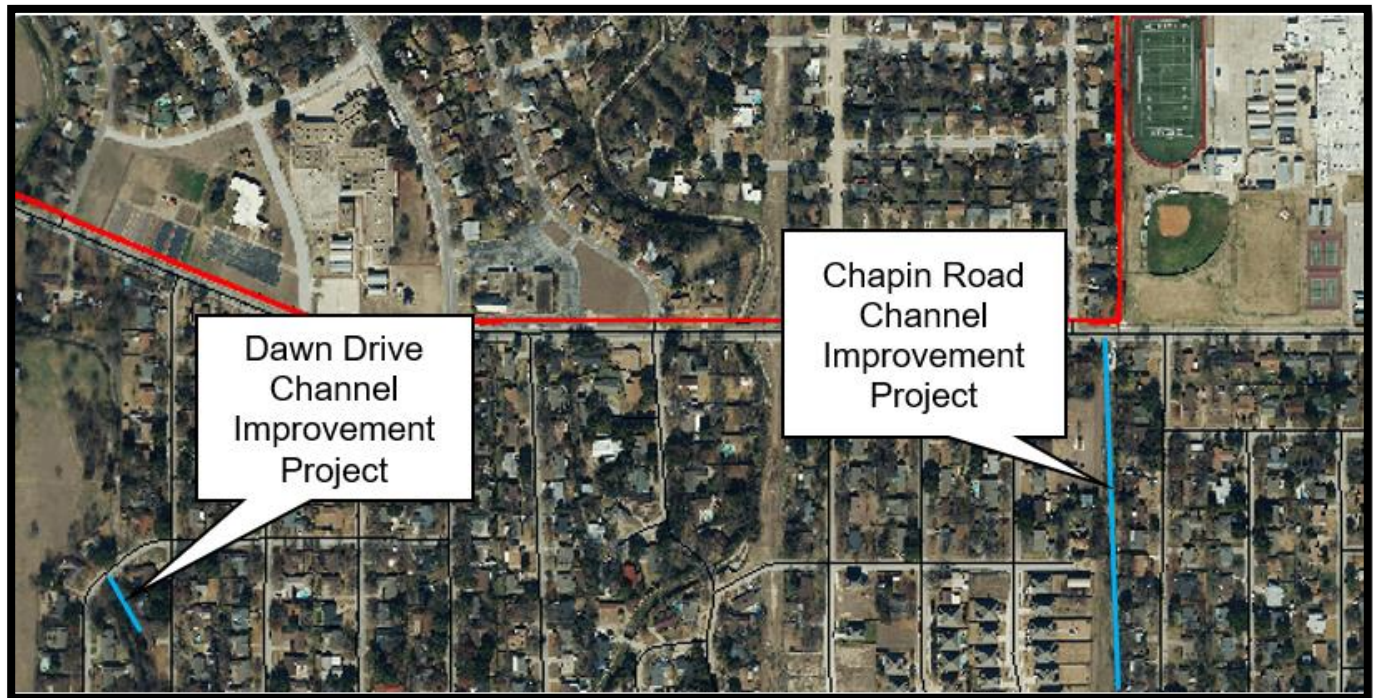 Dawn Drive
Channel
Improvement
Project
Chapin Road
Channel
Improvement
Project